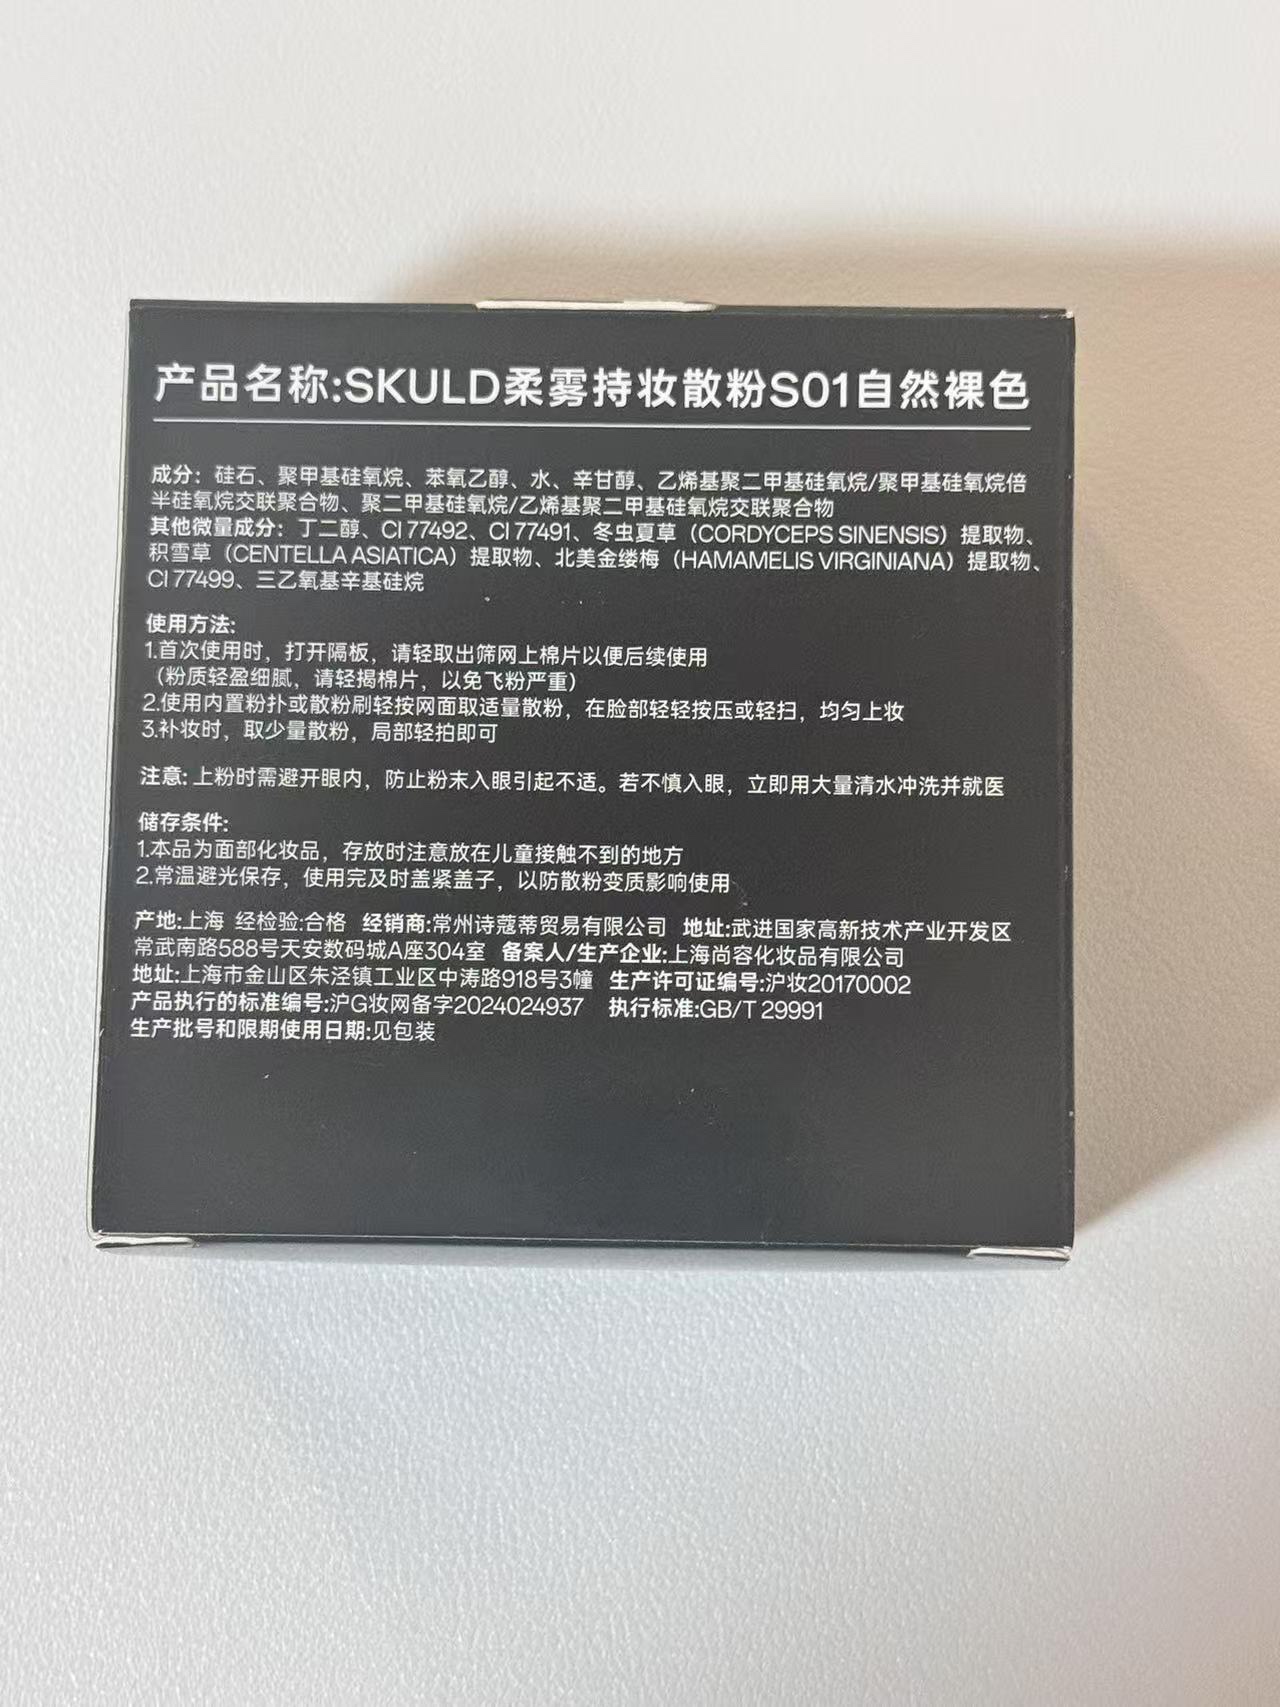 产品名称:SKULD柔雾持妆散粉S01自然裸色
成分：硅石、聚甲基硅氧烷、苯氧乙醇、水、辛甘醇、乙烯基聚二甲基硅氧烷/聚甲基硅氧烷倍
半硅氧烷交联聚合物、聚二甲基硅氧烷/乙烯基聚二甲基硅氧烷交联聚合物
其他微量成分：丁二醇、CI 77492、CI 77491、冬虫夏草（CORDYCEPS SINENSIS）提取物、
积雪草（CENTELLA ASIATICA）提取物、北美金缕梅（HAMAMELIS VIRGINIANA）提取物、
CI 77499、三乙氧基辛基硅烷
使用方法:
1.首次使用时，打开隔板，请轻取出筛网上棉片以便后续使用
（粉质轻盈细腻，请轻揭棉片，以免飞粉严重）
2.使用内置粉扑或散粉刷轻按网面取适量散粉，在脸部轻轻按压或轻扫，均匀上妆
3.补妆时，取少量散粉，局部轻拍即可
注意: 上粉时需避开眼内，防止粉末入眼引起不适。若不慎入眼，立即用大量清水冲洗并就医
储存条件:
1.本品为面部化妆品，存放时注意放在儿童接触不到的地方
2.常温避光保存，使用完及时盖紧盖子，以防散粉变质影响使用
产地:上海 经检验:合格 经销商:常州诗蔻蒂贸易有限公司 地址:武进国家高新技术产业开发区
常武南路588号天安数码城A座304室 备案人/生产企业:上海尚容化妆品有限公司
地址:上海市金山区朱泾镇工业区中涛路918号3幢 生产许可证编号:沪妆20170002
产品执行的标准编号:沪G妆网备字2024024937 执行标准:GB/T 29991
生产批号和限期使用日期:见包装